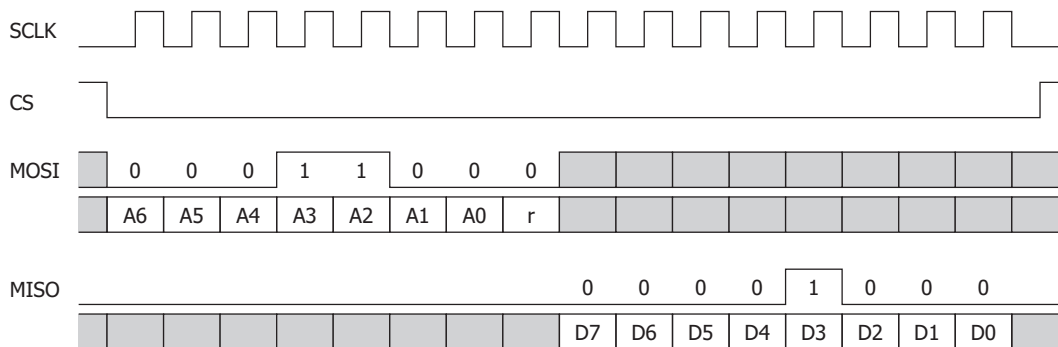 SCLK
CS
MOSI 0 0 0 1 1 0 0 0
A6 A5 A4 A3 A2 A1 A0 r
MISO 0 0 0 0 1 0 0 0
D7 D6 D5 D4 D3 D2 D1 D0